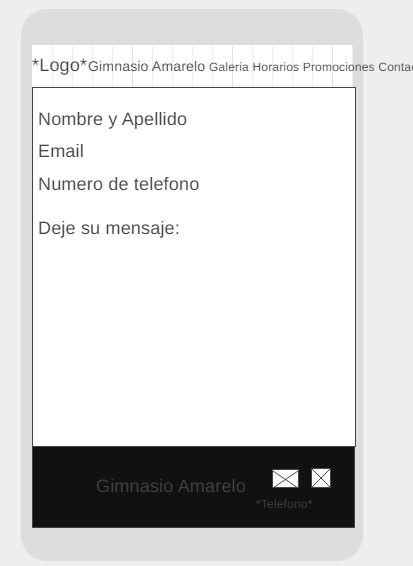 *Logo* Gimnasio Amarelo Galeria Horarios Promociones Contac
Nombre y Apellido
Email
Numero de telefono
Deje su mensaje:
Gimnasio Amarelo
*Telefono*